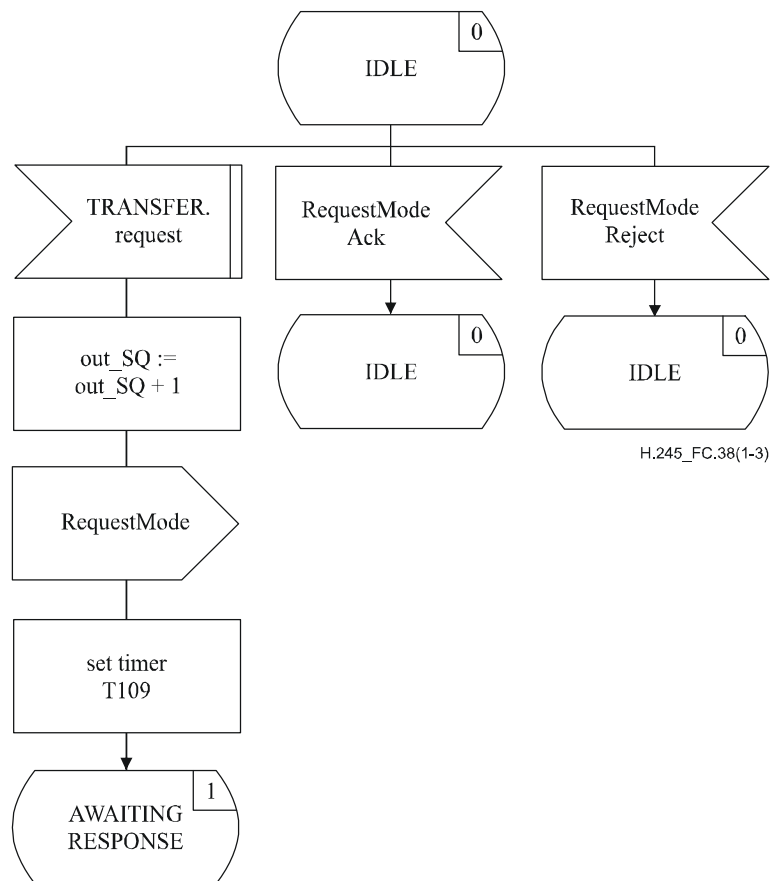 0
IDLE
TRANSFER.
request
RequestMode
Ack
RequestMode
Reject
0
IDLE
0
IDLE
out_SQ :=
out_SQ + 1
H.245_FC.38(1-3)
RequestMode
set timer
T109
1
AWAITING
RESPONSE